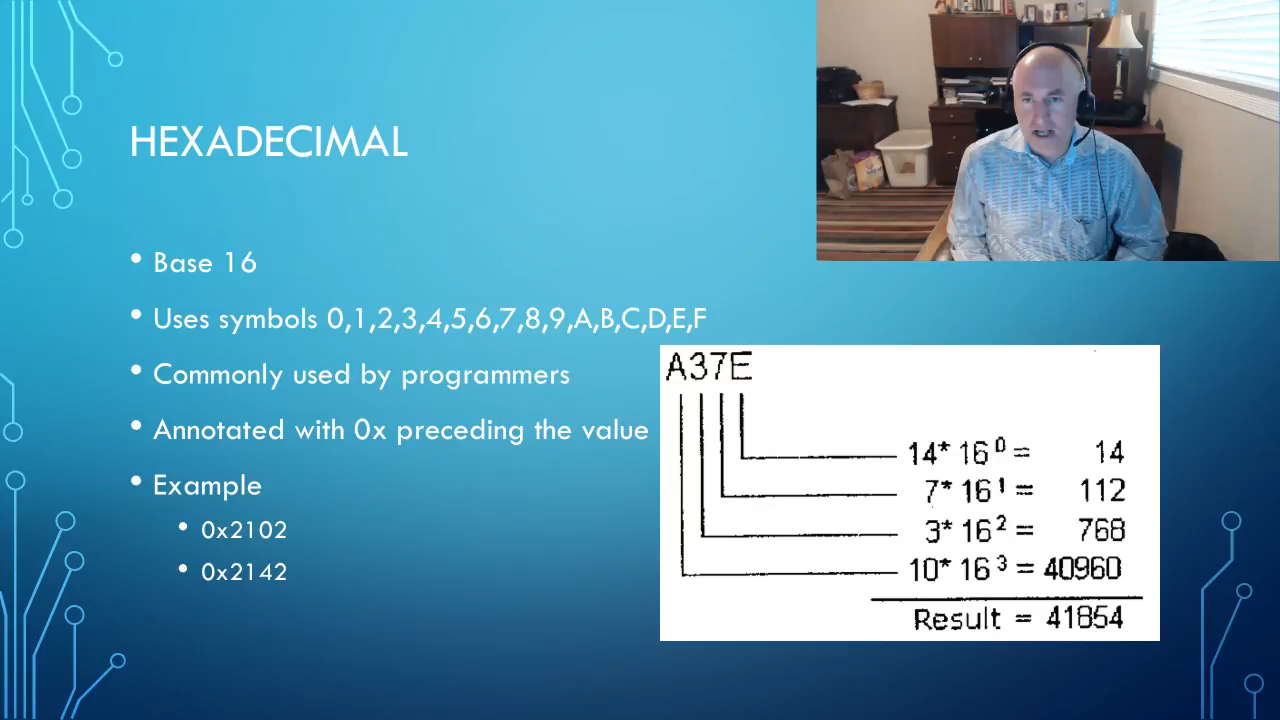 HEXADECIMAL
• Base 16
• Uses symbols 0,1,2,3,4,5,6,7,8,9,A,B,C,D,E,F
• Commonly used by programmers
• Annotated with 0x preceding the value
• Example
• 0x2102
• 0x2142
A37E
14* 16⁰ = 14
7* 16¹ = 112
3* 16² = 768
10* 16³ = 40960
Result = 41854